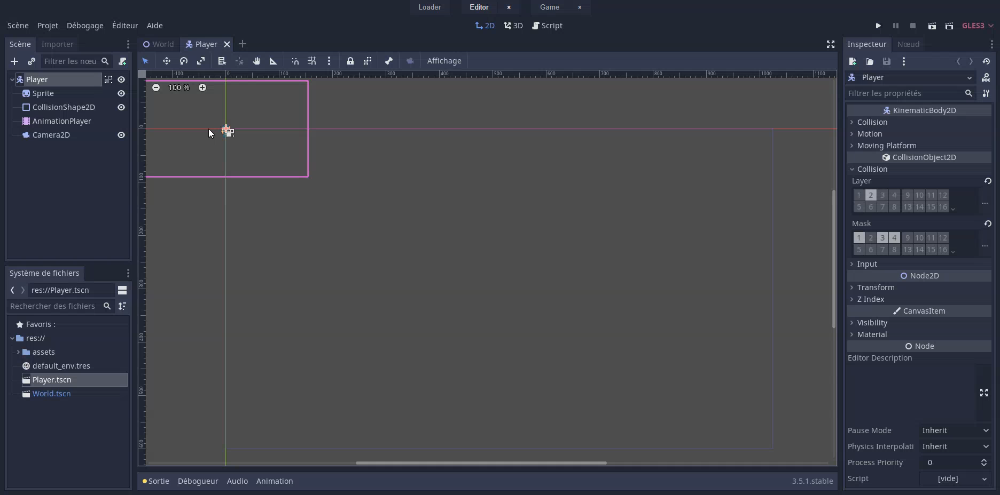 Loader Editor × Game ×
Scène Projet Débogage Éditeur Aide 2D 3D Script GLES3
Scène Importer
World Player
Inspecteur Nœud
Filtrer les nœu
Affichage
Player
Sprite
CollisionShape2D
AnimationPlayer
Camera2D
Système de fichiers
res://Player.tscn
Rechercher des fichiers
Favoris :
res://
assets
default_env.tres
Player.tscn
World.tscn
-100 0 100 200 300 400 500 600 700 800 900 1000 1100
100 %
0
100
200
300
400
500
600
Sortie Débogueur Audio Animation 3.5.1.stable
Player
Filtrer les propriétés
KinematicBody2D
Collision
Motion
Moving Platform
CollisionObject2D
Collision
Layer
1 2 3 4 9 10 11 12
5 6 7 8 13 14 15 16
...
Mask
1 2 3 4 9 10 11 12
5 6 7 8 13 14 15 16
...
Input
Node2D
Transform
Z Index
CanvasItem
Visibility
Material
Node
Editor Description
Pause Mode Inherit
Physics Interpolati Inherit
Process Priority 0
Script [vide]